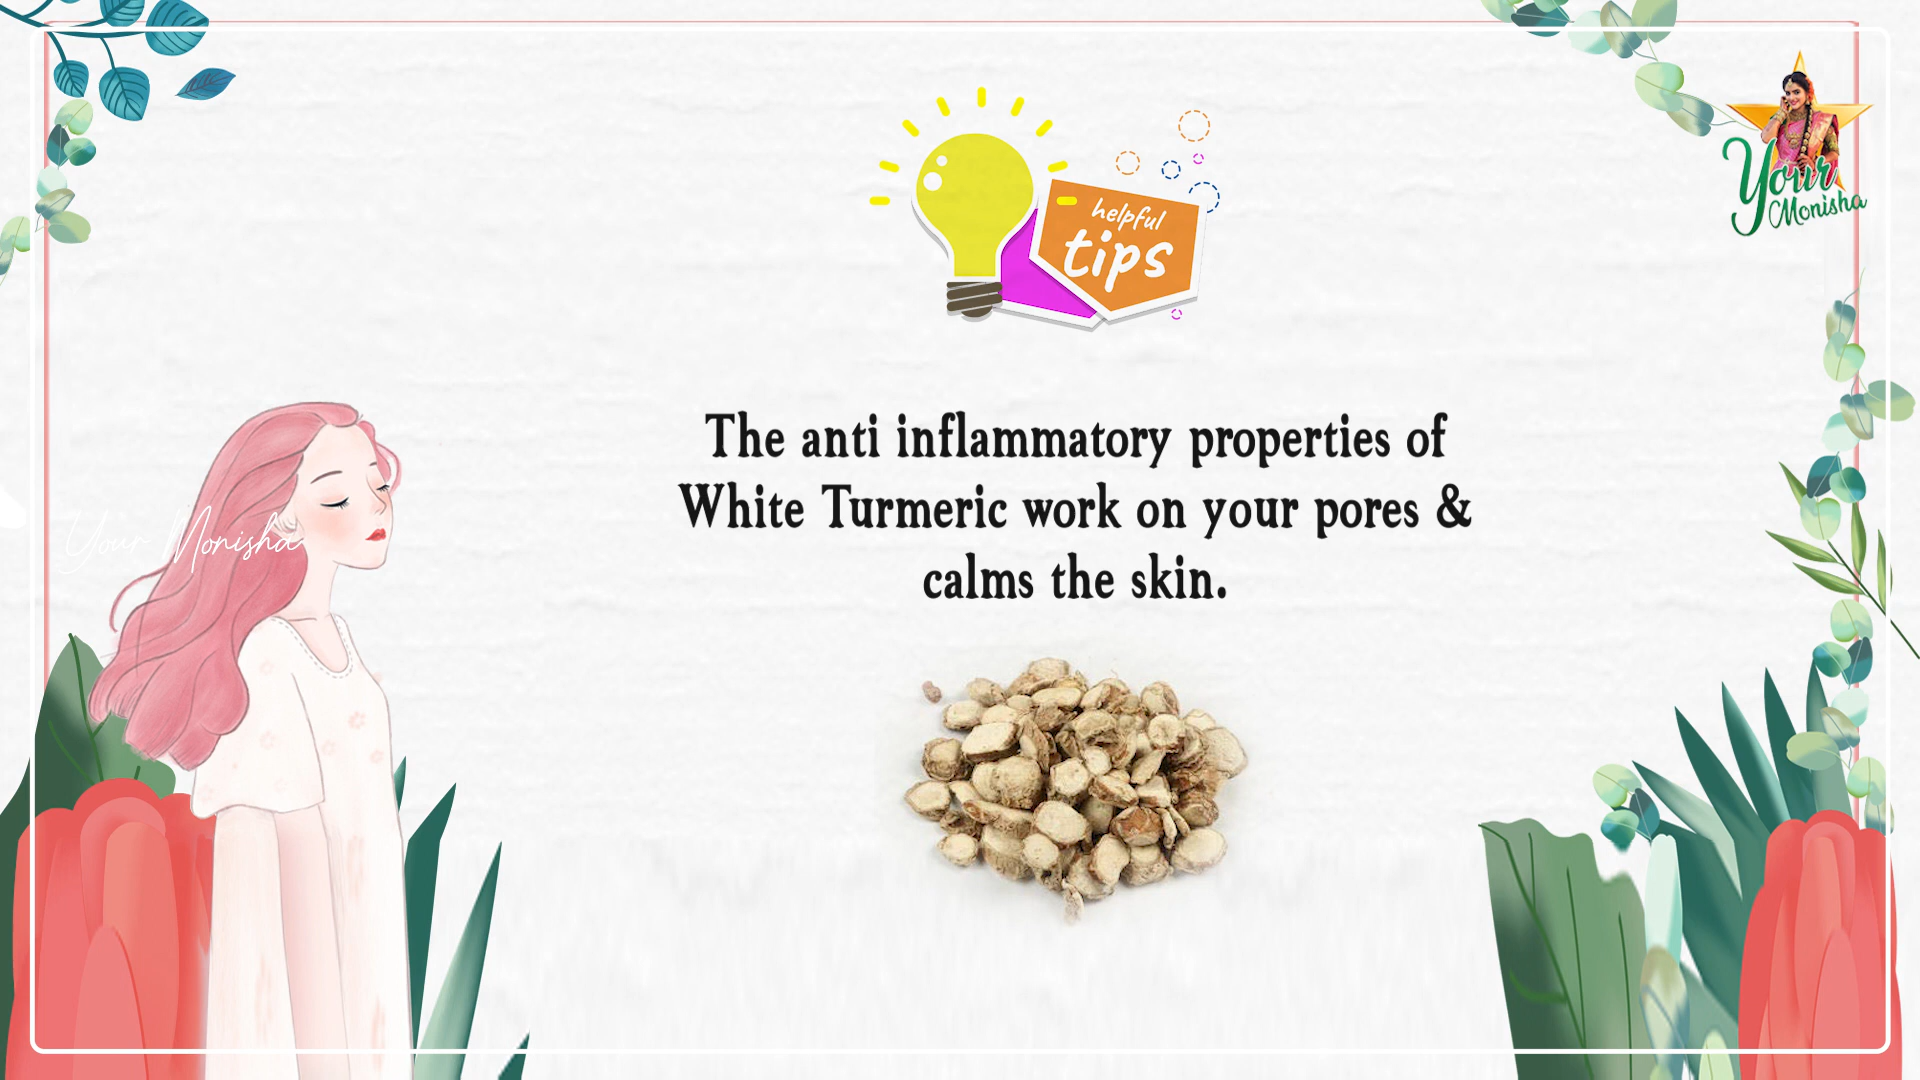 helpful
tips
Your
Monisha
The anti inflammatory properties of
White Turmeric work on your pores &
calms the skin.
Your Monisha